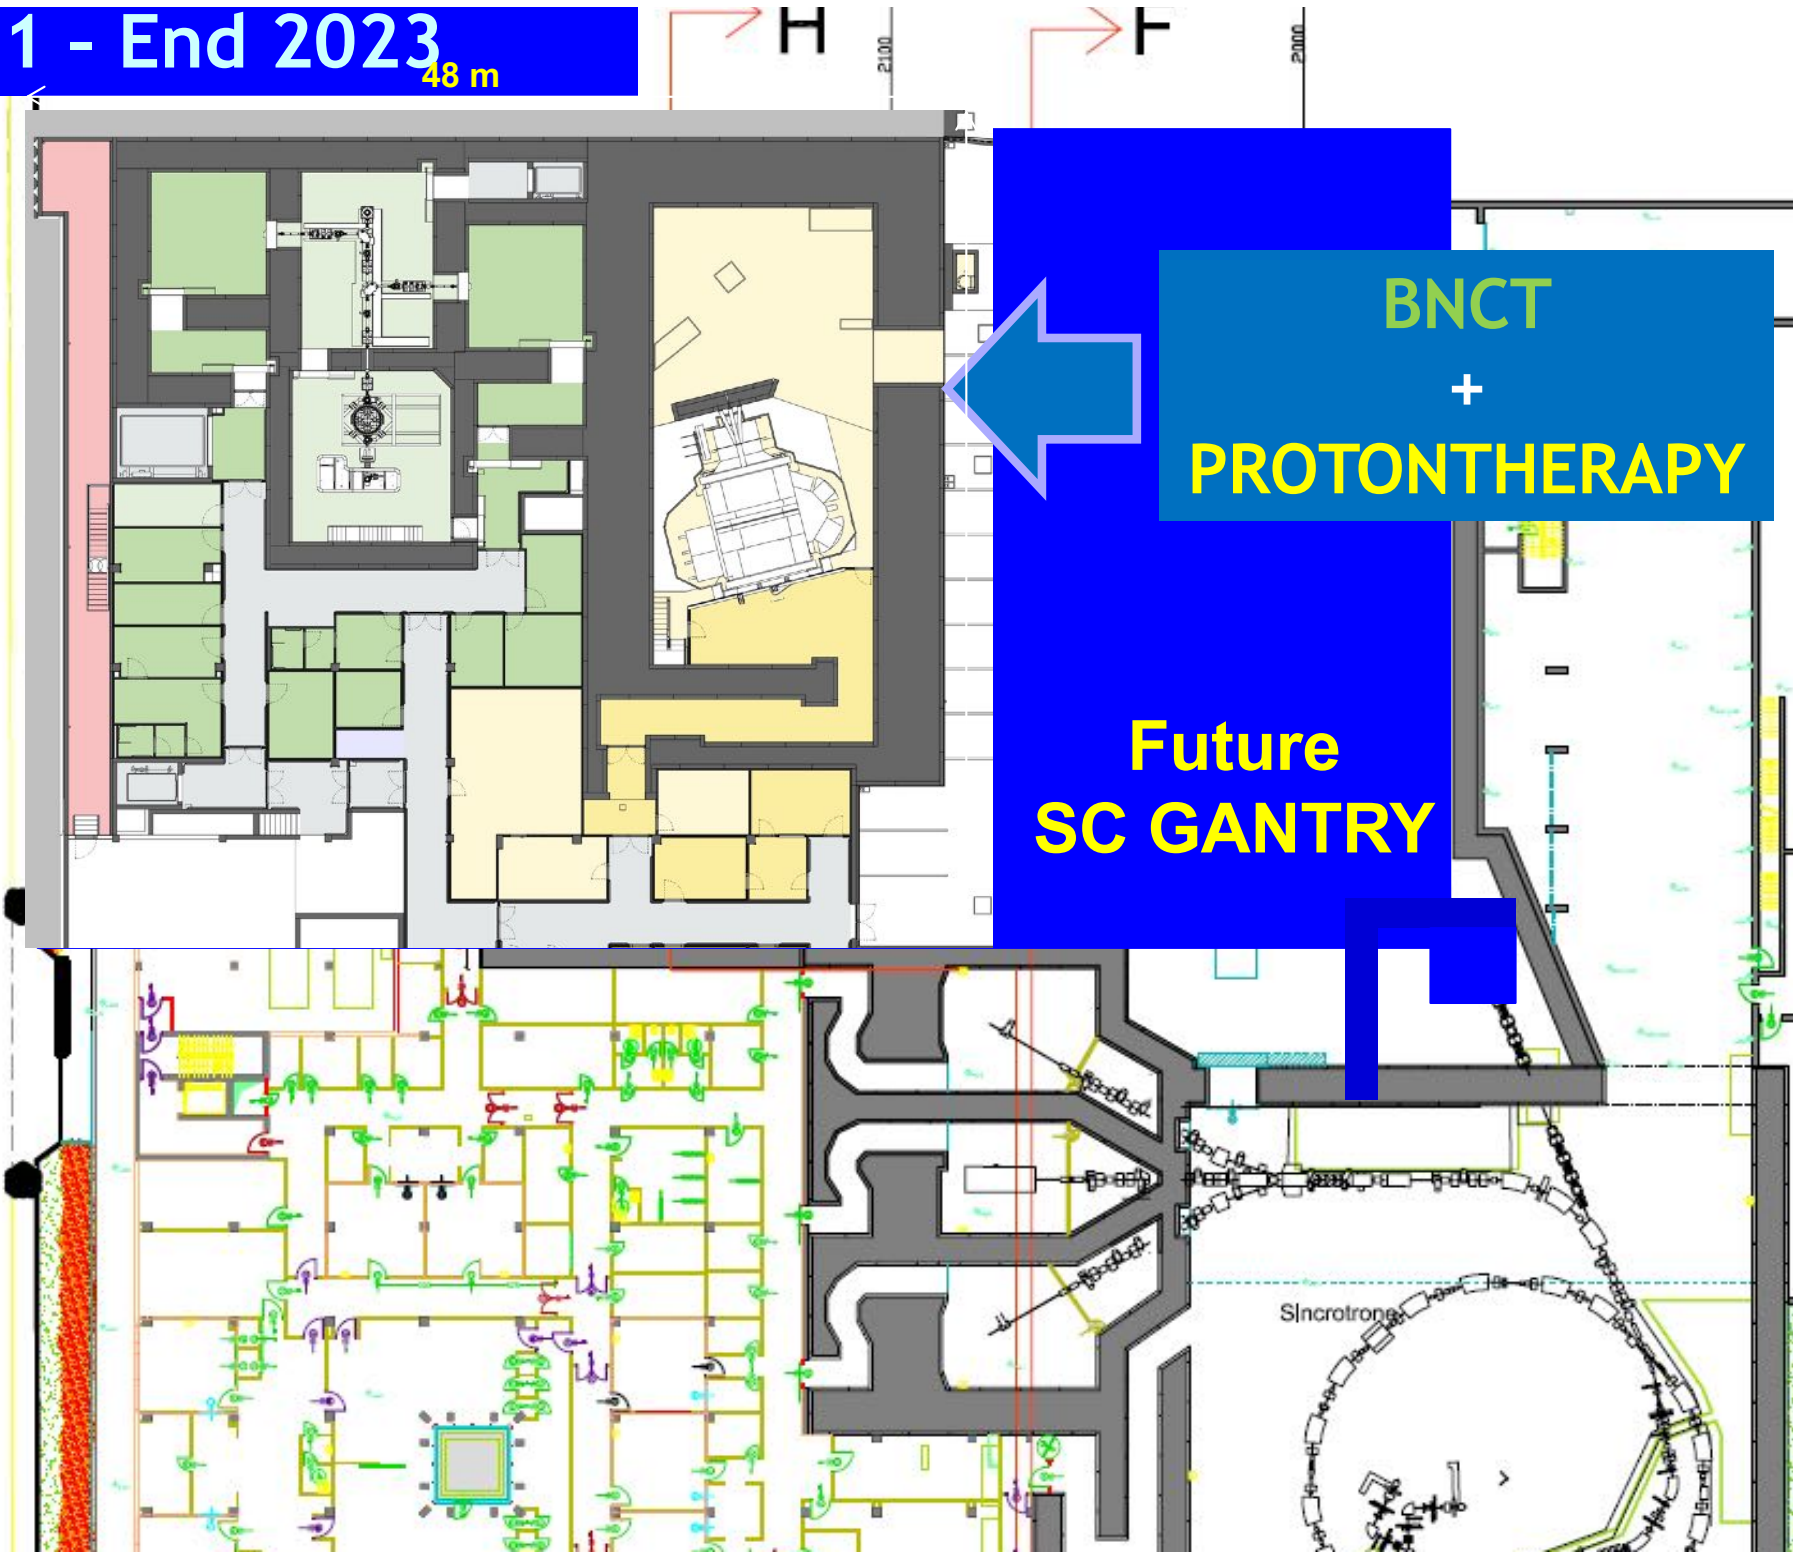 1 - End 2023
48 m
H
F
2100
2000
BNCT
+
PROTONTHERAPY
Future
SC GANTRY
Sincrotrone